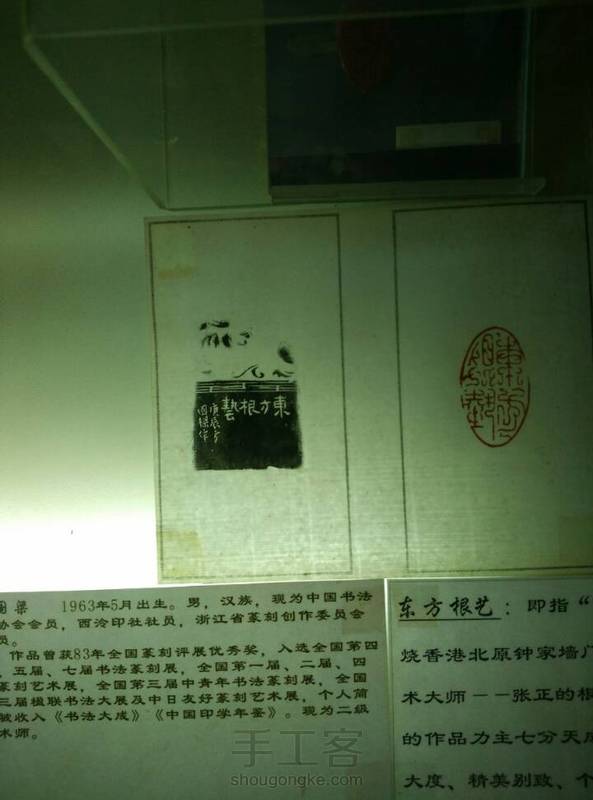 東方根藝
1963年5月出生。男，汉族，现为中国书法
协会会员，西泠印社社员，浙江省篆刻创作委员会
员。
作品曾获83年全国篆刻评展优秀奖，入选全国第四
、五届、七届书法篆刻展，全国第一届、二届、四
篆刻艺术展，全国第三届中青年书法篆刻展，全国
三届楹联书法大展及中日友好篆刻艺术展，个人简
被收入《书法大成》《中国印学年鉴》。现为二级
术师。
东方根艺：即指“
烧香港北原钟家墙门
术大师——张正的根
的作品力主七分天成
大度、精美别致、个
手工客
shougongke.com